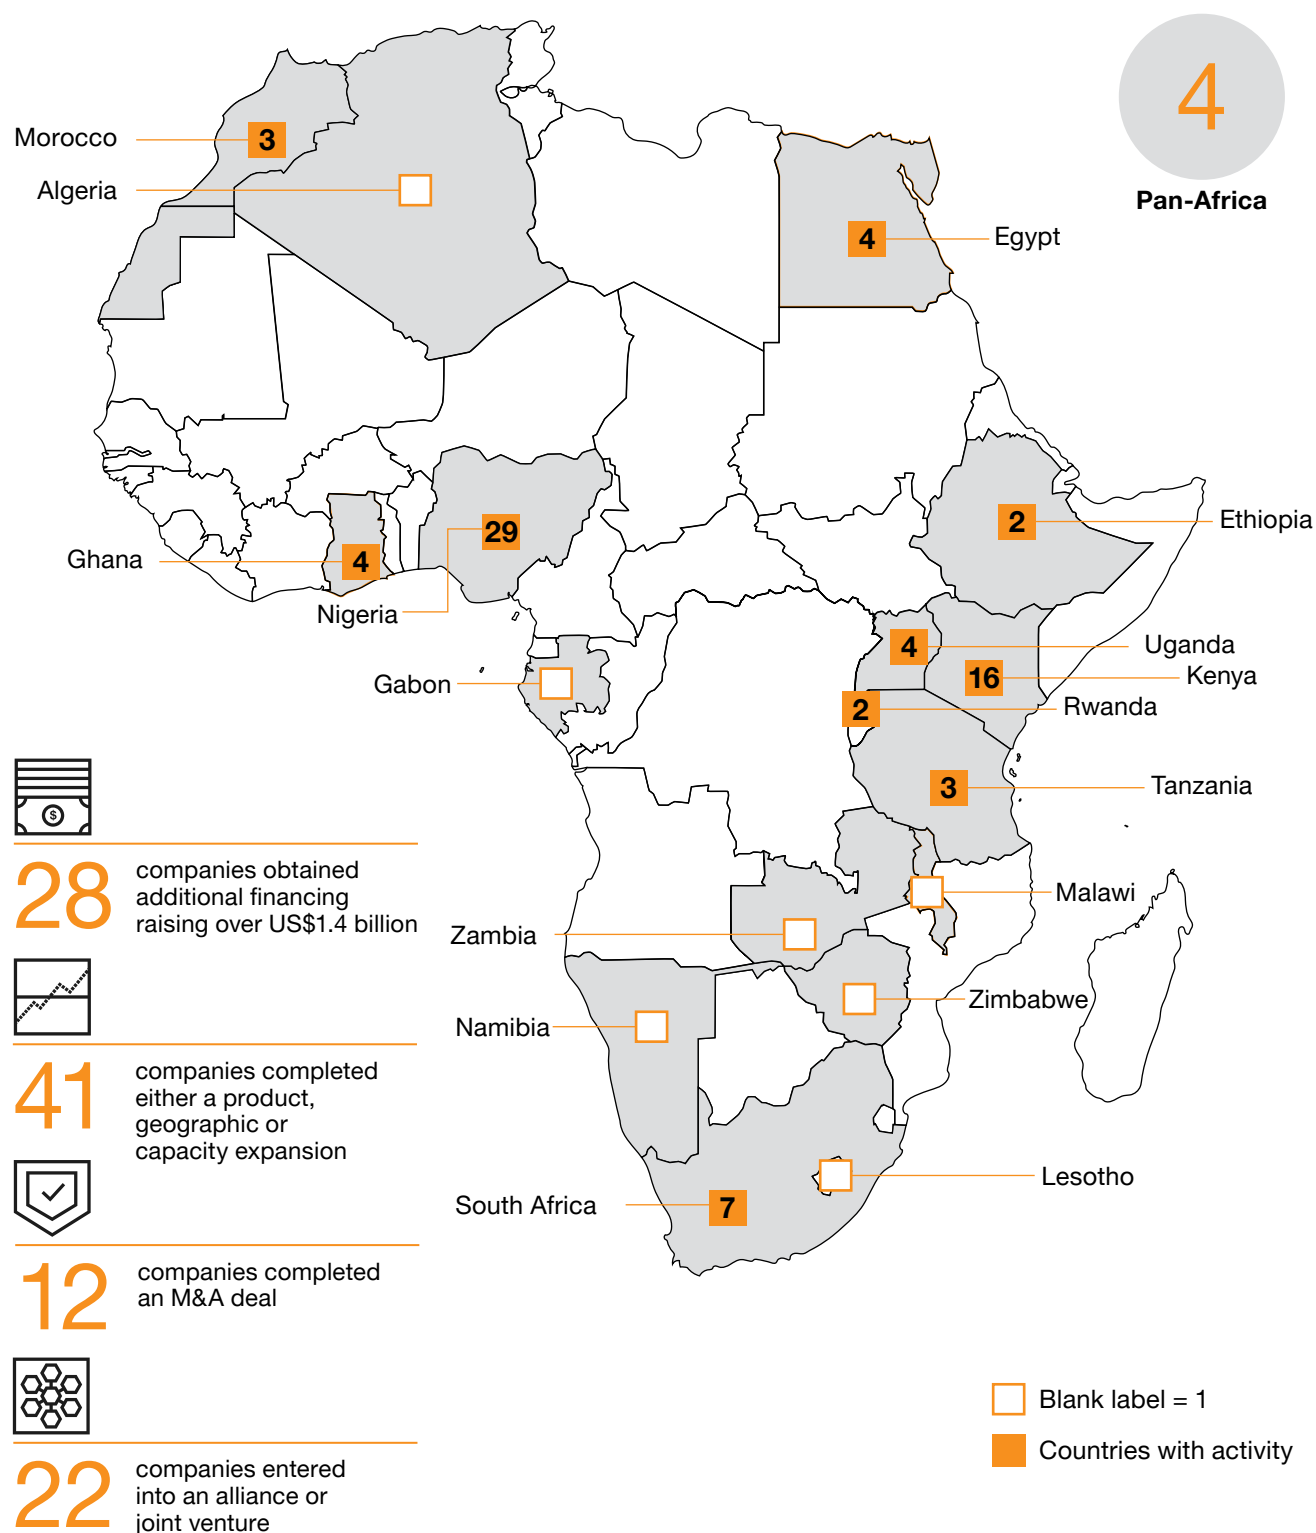 4
Pan-Africa
Morocco
3
Algeria
4
Egypt
2
Ethiopia
Ghana
4
29
Nigeria
4
Uganda
16
Kenya
Gabon
2
Rwanda
3
Tanzania
Malawi
Zambia
Zimbabwe
Namibia
Lesotho
South Africa
7
$
28
companies obtained
additional financing
raising over US$1.4 billion
41
companies completed
either a product,
geographic or
capacity expansion
12
companies completed
an M&A deal
22
companies entered
into an alliance or
joint venture
Blank label = 1
Countries with activity